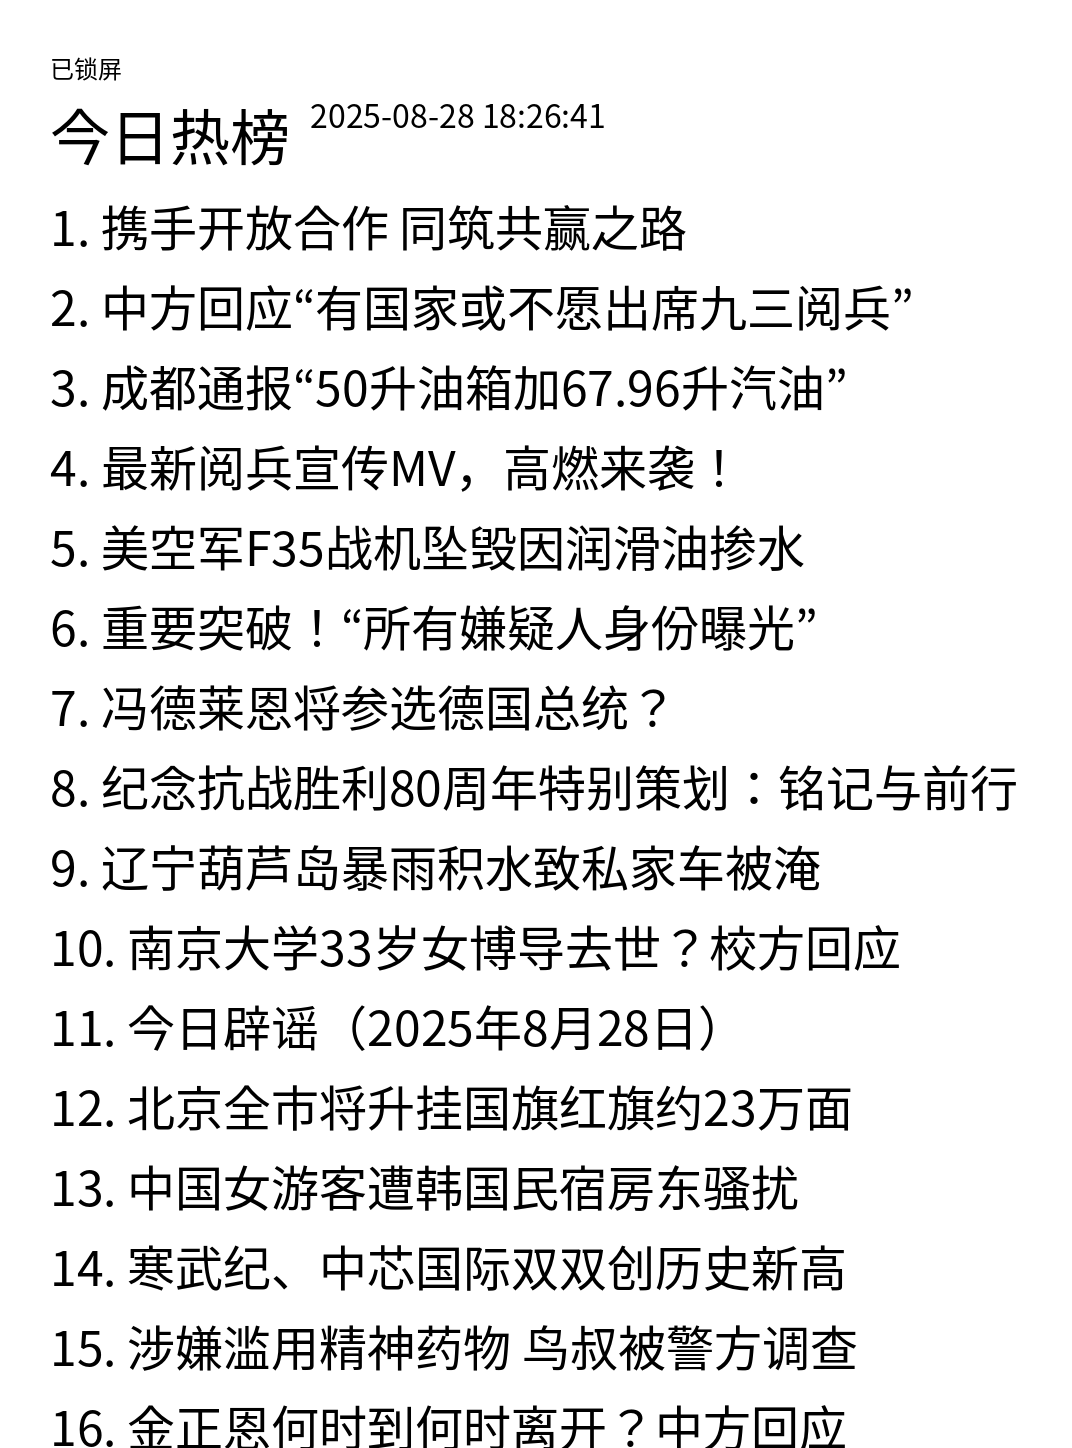 已锁屏
今日热榜 2025-08-28 18:26:41
1. 携手开放合作 同筑共赢之路
2. 中方回应“有国家或不愿出席九三阅兵”
3. 成都通报“50升油箱加67.96升汽油”
4. 最新阅兵宣传MV，高燃来袭！
5. 美空军F35战机坠毁因润滑油掺水
6. 重要突破！“所有嫌疑人身份曝光”
7. 冯德莱恩将参选德国总统？
8. 纪念抗战胜利80周年特别策划：铭记与前行
9. 辽宁葫芦岛暴雨积水致私家车被淹
10. 南京大学33岁女博导去世？校方回应
11. 今日辟谣（2025年8月28日）
12. 北京全市将升挂国旗红旗约23万面
13. 中国女游客遭韩国民宿房东骚扰
14. 寒武纪、中芯国际双双创历史新高
15. 涉嫌滥用精神药物 鸟叔被警方调查
16. 金正恩何时到何时离开？中方回应